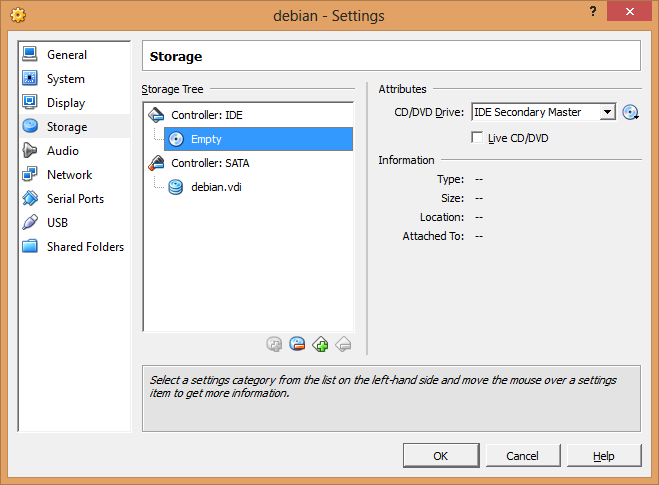 debian - Settings
?
General
System
Display
Storage
Audio
Network
Serial Ports
USB
Shared Folders
Storage
Storage Tree
Controller: IDE
Empty
Controller: SATA
debian.vdi
Attributes
CD/DVD Drive: IDE Secondary Master
Live CD/DVD
Information
Type: --
Size: --
Location: --
Attached To: --
Select a settings category from the list on the left-hand side and move the mouse over a settings
item to get more information.
OK
Cancel
Help